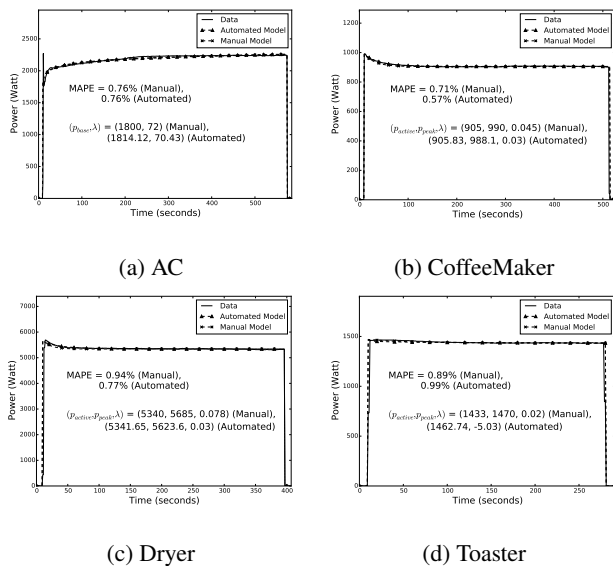 Data
Automated Model
Manual Model
2500
2000
1500
1000
500
0
Power (Watt)
MAPE = 0.76% (Manual),
0.76% (Automated)
(p_base,λ) = (1800, 72) (Manual),
(1814.12, 70.43) (Automated)
0 100 200 300 400 500
Time (seconds)
(a) AC
Data
Automated Model
Manual Model
1200
1000
800
600
400
200
0
Power (Watt)
MAPE = 0.71% (Manual),
0.57% (Automated)
(p_active,p_peak,λ) = (905, 990, 0.045) (Manual),
(905.83, 988.1, 0.03) (Automated)
0 100 200 300 400 500
Time (seconds)
(b) CoffeeMaker
Data
Automated Model
Manual Model
7000
6000
5000
4000
3000
2000
1000
0
Power (Watt)
MAPE = 0.94% (Manual),
0.77% (Automated)
(p_active,p_peak,λ) = (5340, 5685, 0.078) (Manual),
(5341.65, 5623.6, 0.03) (Automated)
0 50 100 150 200 250 300 350 400
Time (seconds)
(c) Dryer
Data
Automated Model
Manual Model
1500
1000
500
0
Power (Watt)
MAPE = 0.89% (Manual),
0.99% (Automated)
(p_active,p_peak,λ) = (1433, 1470, 0.02) (Manual),
(1462.74, -5.03) (Automated)
0 50 100 150 200 250
Time (seconds)
(d) Toaster